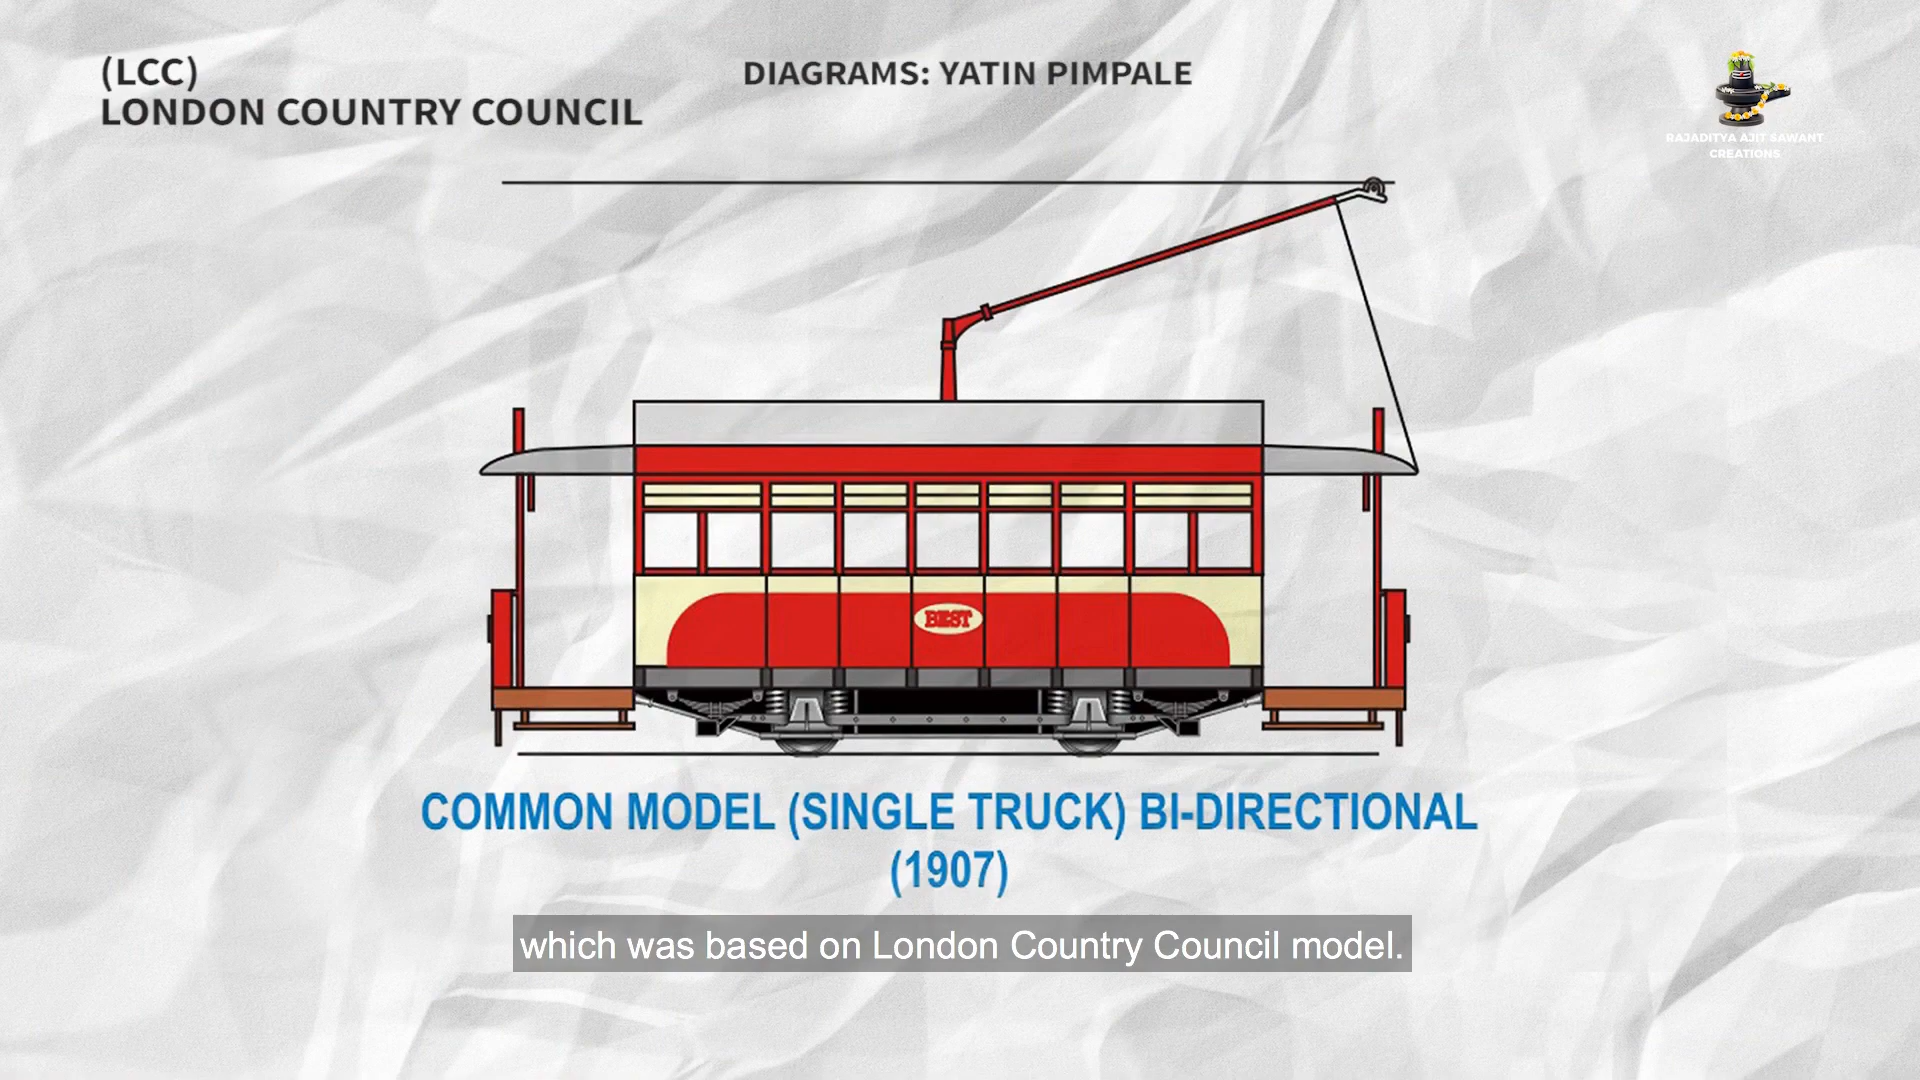 (LCC)
LONDON COUNTRY COUNCIL
DIAGRAMS: YATIN PIMPALE
RAJADITYA AJIT SAWANT
CREATIONS
BEST
COMMON MODEL (SINGLE TRUCK) BI-DIRECTIONAL
(1907)
which was based on London Country Council model.